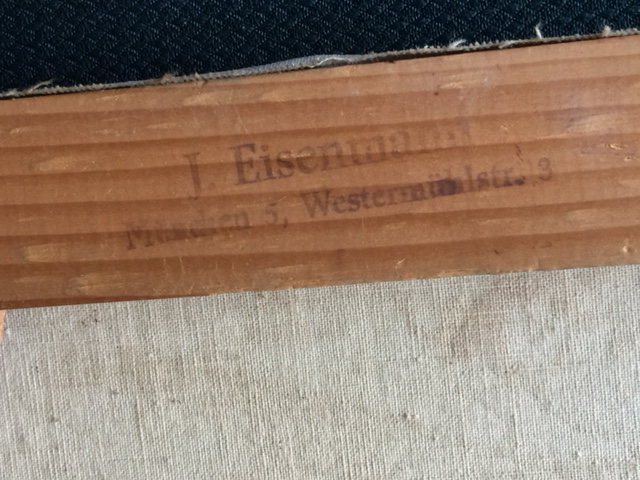 J. Eisenmann
München 5, Westermühlstr. 3